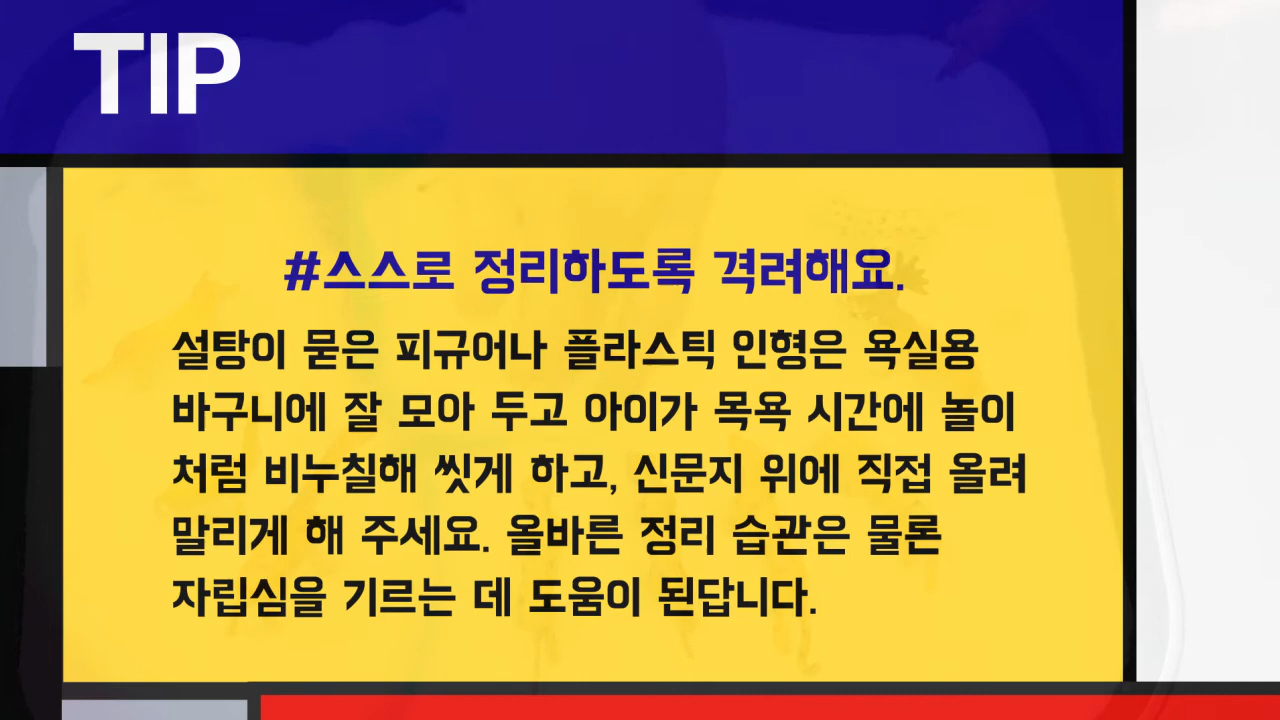 TIP
#스스로 정리하도록 격려해요.
설탕이 묻은 피규어나 플라스틱 인형은 욕실용
바구니에 잘 모아 두고 아이가 목욕 시간에 놀이
처럼 비누칠해 씻게 하고, 신문지 위에 직접 올려
말리게 해 주세요. 올바른 정리 습관은 물론
자립심을 기르는 데 도움이 된답니다.